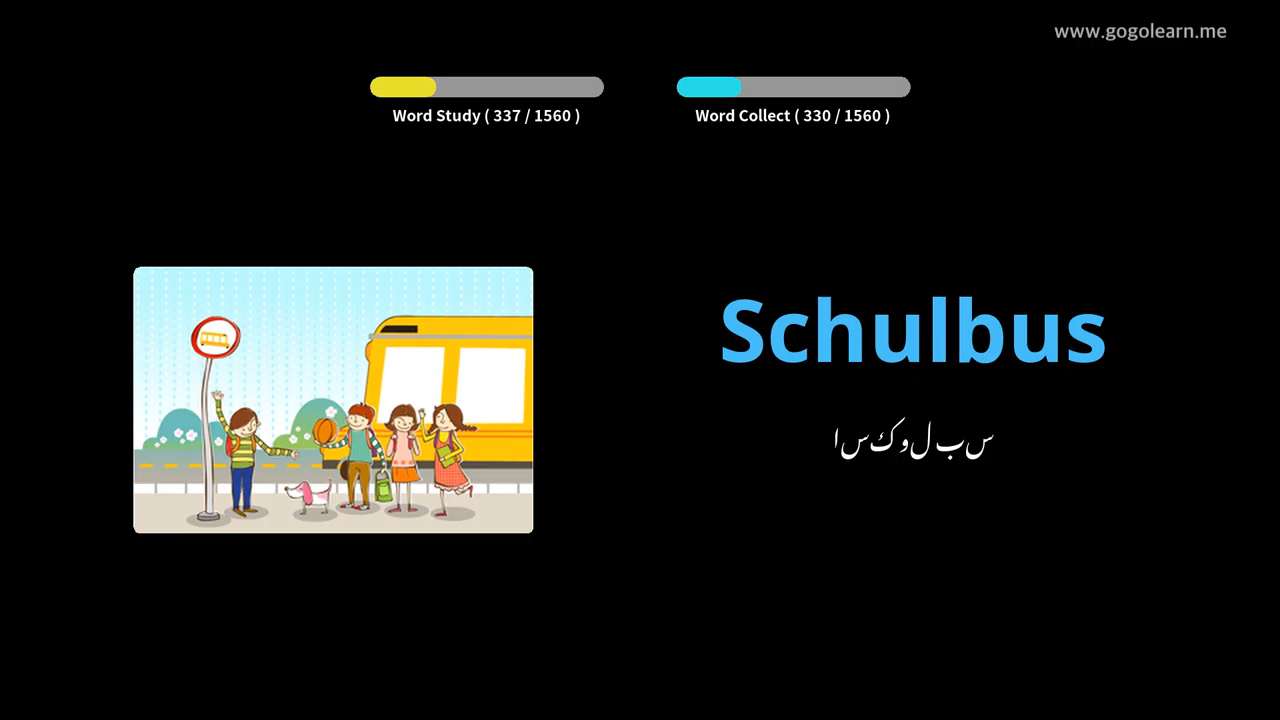 www.gogolearn.me
Word Study ( 337 / 1560 )
Word Collect ( 330 / 1560 )
Schulbus
س ب ل و ک س ا